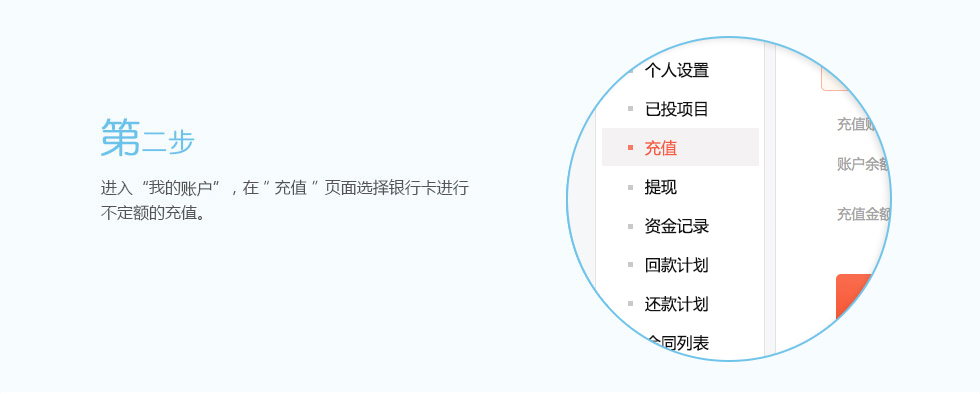 第二步
进入“我的账户”，在”充值”页面选择银行卡进行
不定额的充值。
个人设置
已投项目
充值
提现
资金记录
回款计划
还款计划
合同列表
充值账
账户余额
充值金额